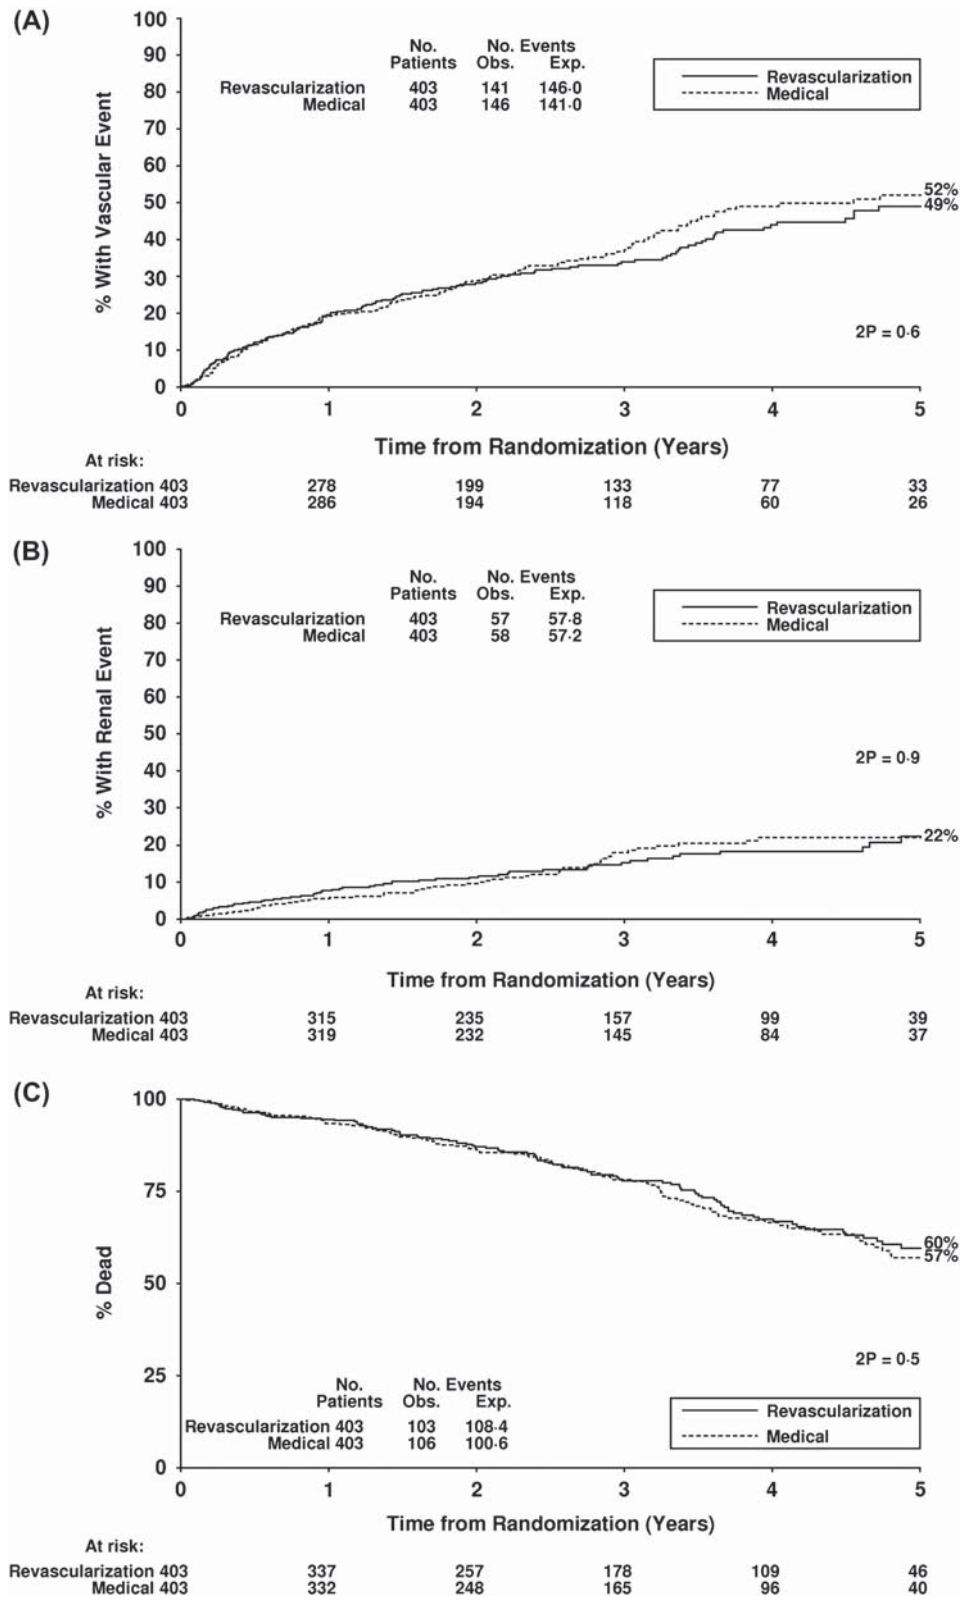 (A)
100
90
80
70
60
50
40
30
20
10
0
% With Vascular Event
No. No. Events
Patients Obs. Exp.
Revascularization 403 141 146·0
Medical 403 146 141·0
Revascularization
Medical
52%
49%
2P = 0·6
0 1 2 3 4 5
Time from Randomization (Years)
At risk:
Revascularization 403 278 199 133 77 33
Medical 403 286 194 118 60 26
(B)
100
90
80
70
60
50
40
30
20
10
0
% With Renal Event
No. No. Events
Patients Obs. Exp.
Revascularization 403 57 57·8
Medical 403 58 57·2
Revascularization
Medical
2P = 0·9
22%
0 1 2 3 4 5
Time from Randomization (Years)
At risk:
Revascularization 403 315 235 157 99 39
Medical 403 319 232 145 84 37
(C)
100
75
50
25
0
% Dead
60%
57%
2P = 0·5
No. No. Events
Patients Obs. Exp.
Revascularization 403 103 108·4
Medical 403 106 100·6
Revascularization
Medical
0 1 2 3 4 5
Time from Randomization (Years)
At risk:
Revascularization 403 337 257 178 109 46
Medical 403 332 248 165 96 40